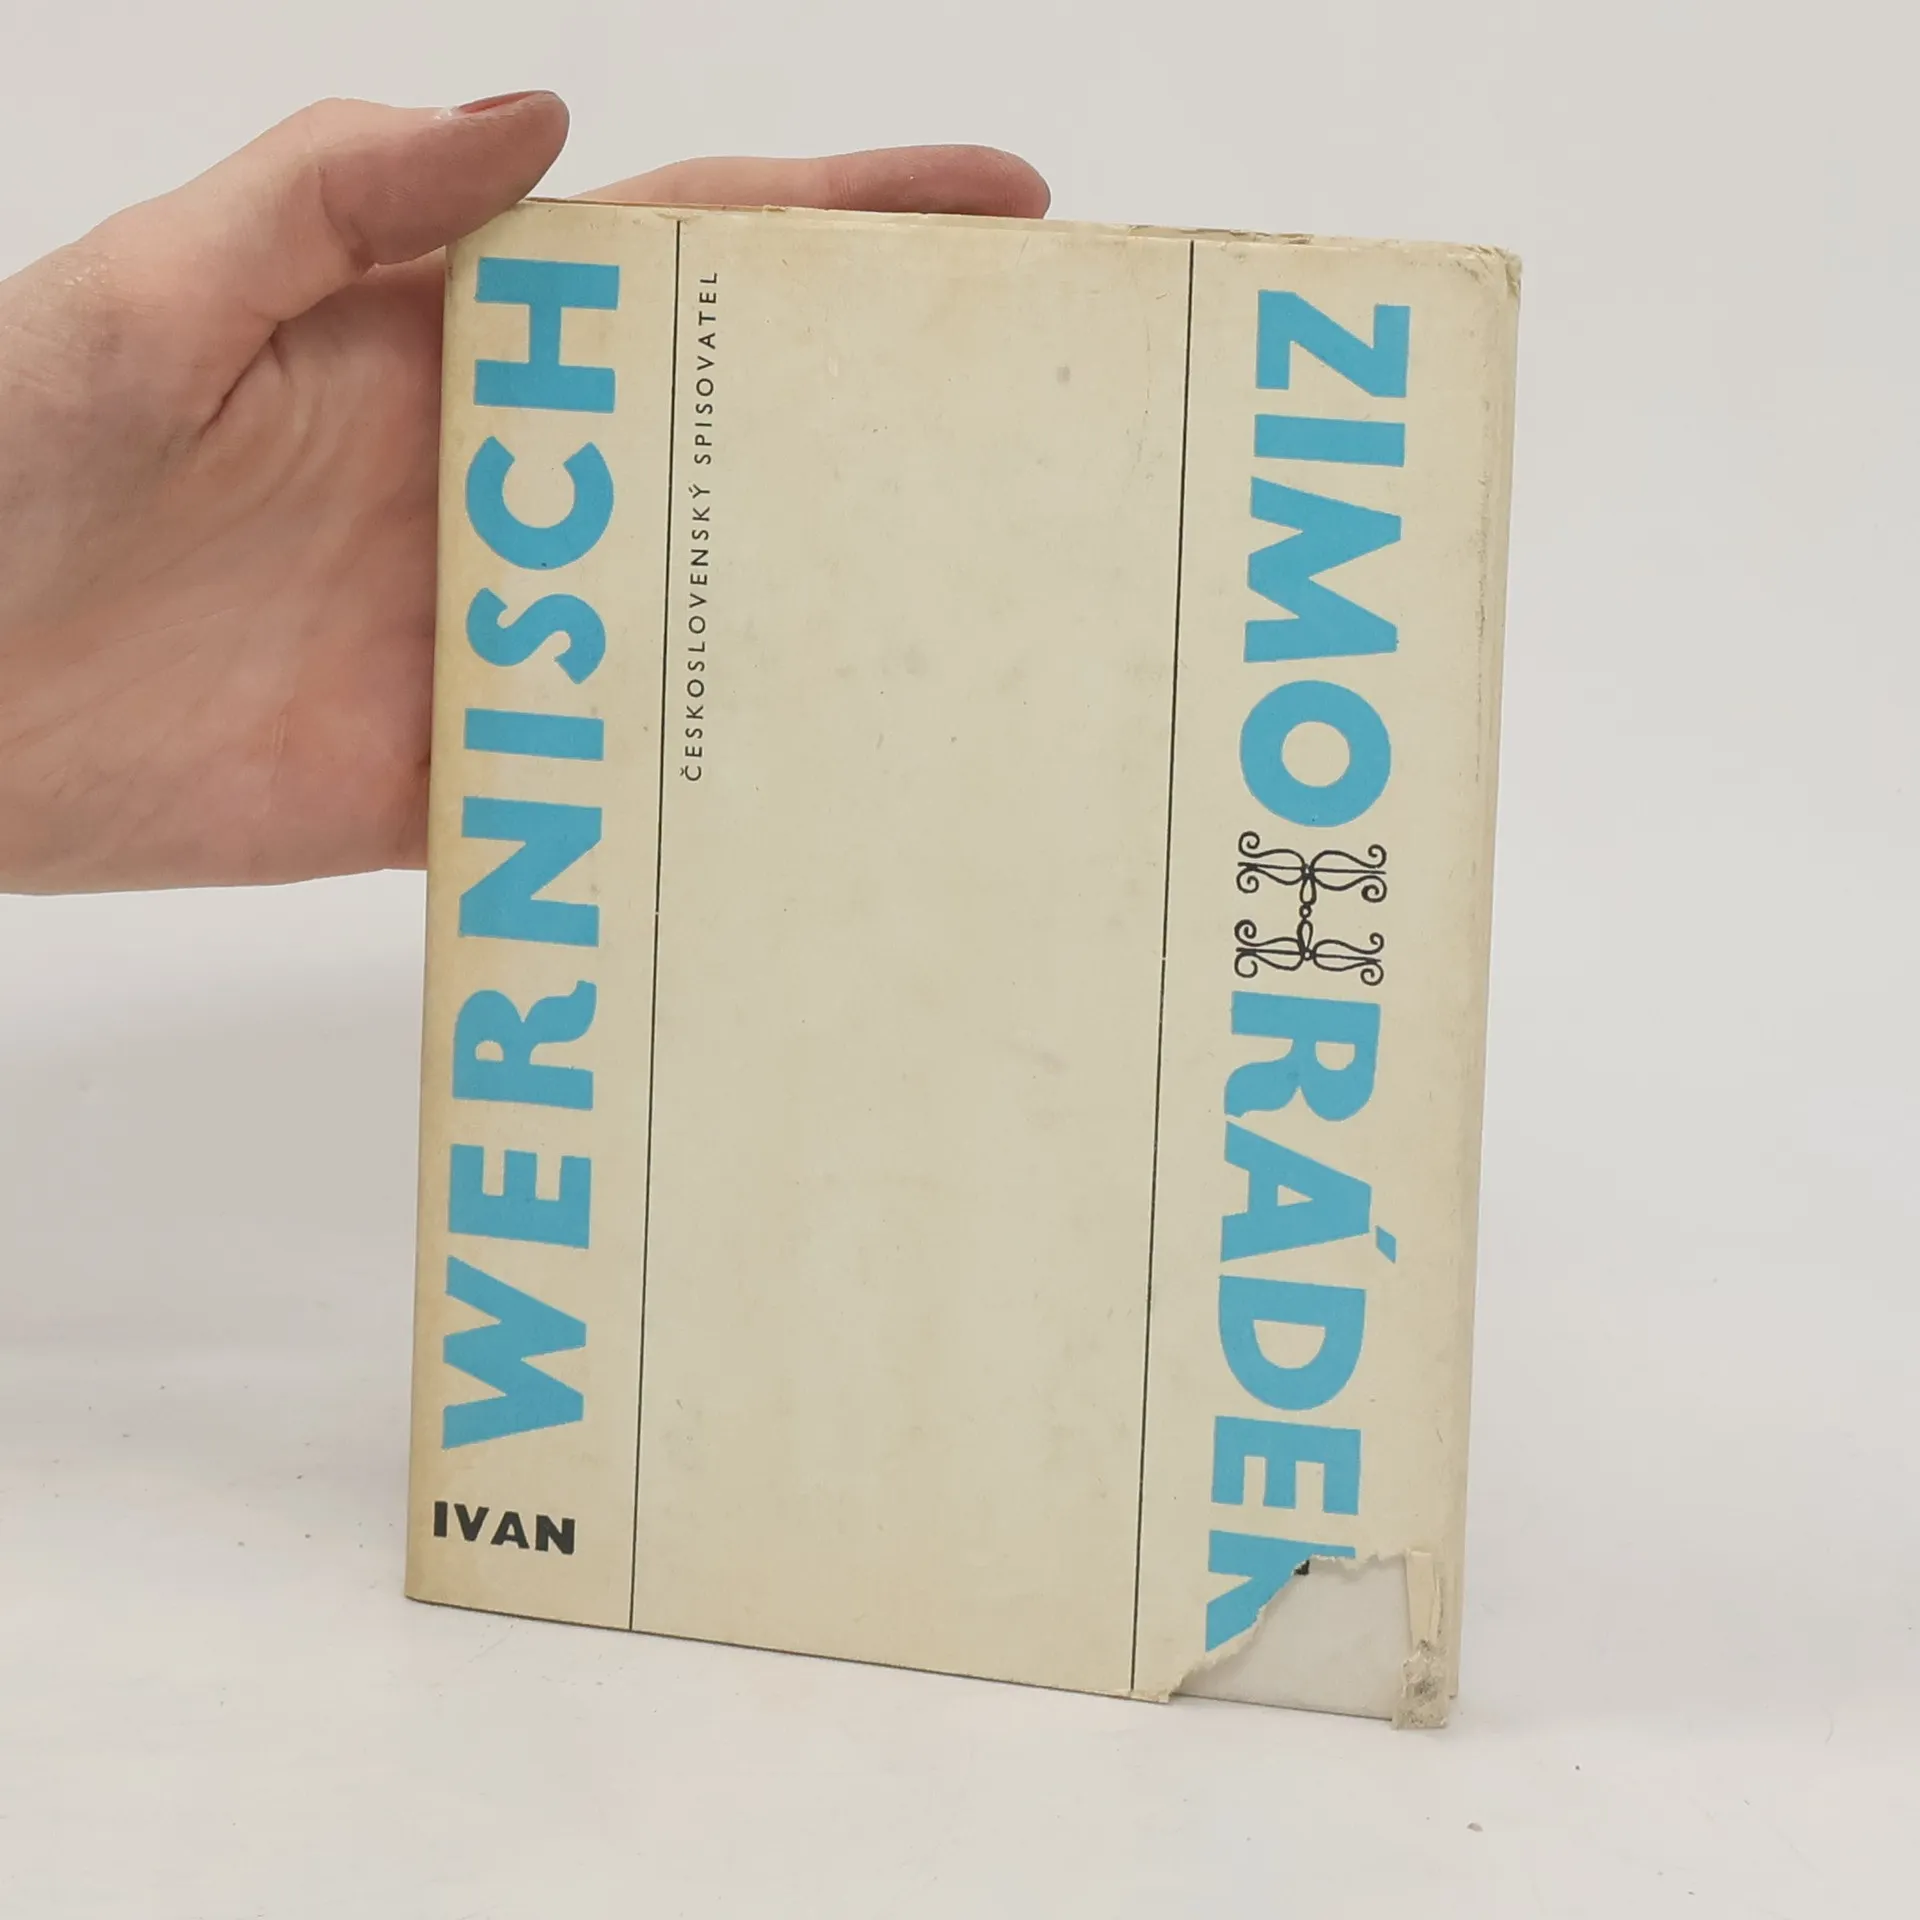 IVAN
WERNISCH
ČESKOSLOVENSKÝ SPISOVATEL
ZIMOHRÁDEK